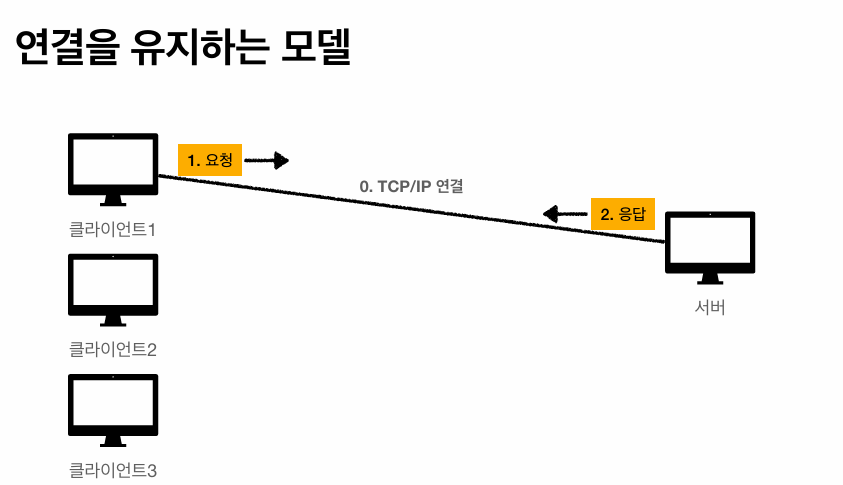 연결을 유지하는 모델
1. 요청
0. TCP/IP 연결
2. 응답
클라이언트1
서버
클라이언트2
클라이언트3